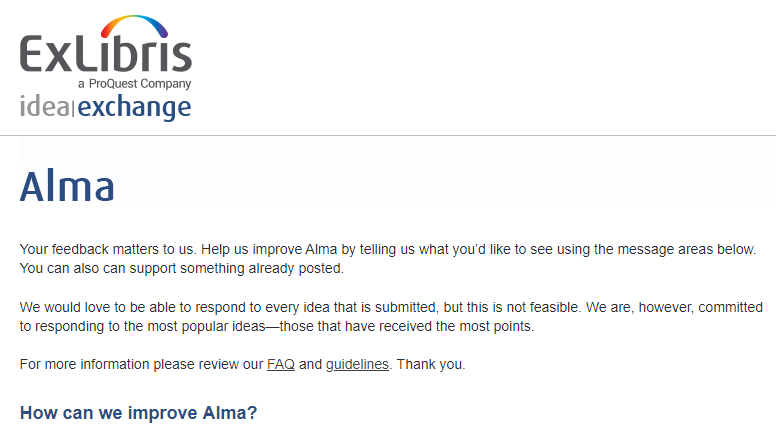 ExLibris
a ProQuest Company
idea|exchange
Alma
Your feedback matters to us. Help us improve Alma by telling us what you'd like to see using the message areas below.
You can also can support something already posted.
We would love to be able to respond to every idea that is submitted, but this is not feasible. We are, however, committed
to responding to the most popular ideas—those that have received the most points.
For more information please review our FAQ and guidelines. Thank you.
How can we improve Alma?